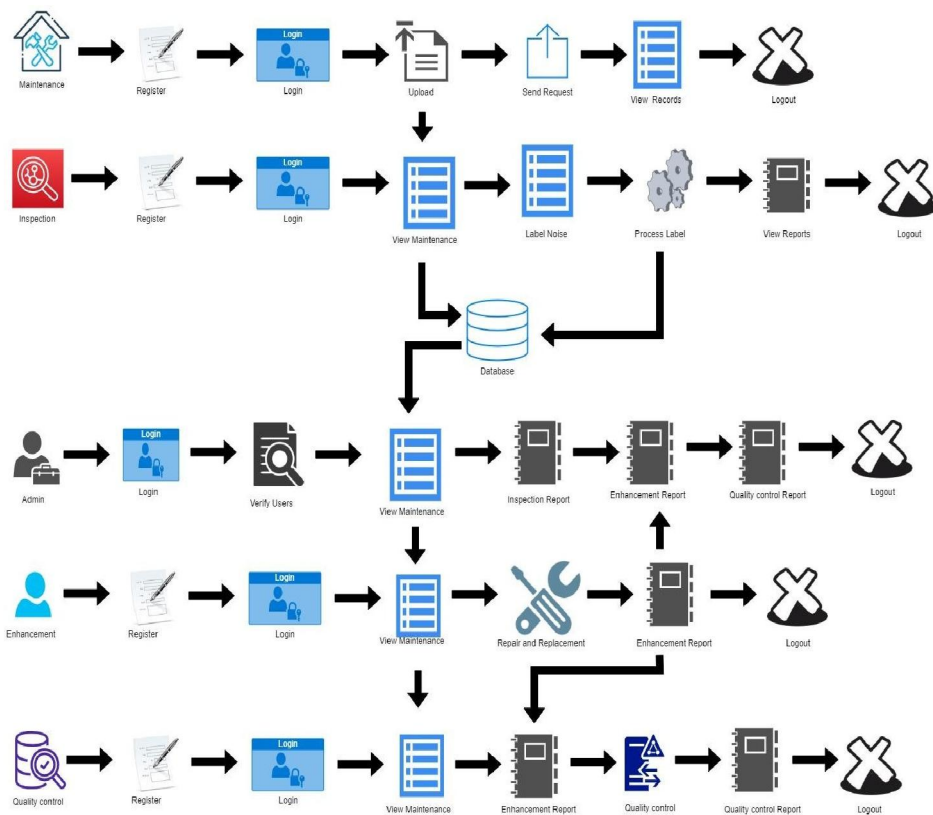 Login
Maintenance
Register
Login
Upload
Send Request
View Records
Logout
Login
Inspection
Register
Login
View Maintenance
Label Noise
Process Label
View Reports
Logout
Database
Login
Admin
Login
Verify Users
View Maintenance
Inspection Report
Enhancement Report
Quality control Report
Logout
Login
Enhancement
Register
Login
View Maintenance
Repair and Replacement
Enhancement Report
Logout
Login
Quality control
Register
Login
View Maintenance
Enhancement Report
Quality control
Quality control Report
Logout